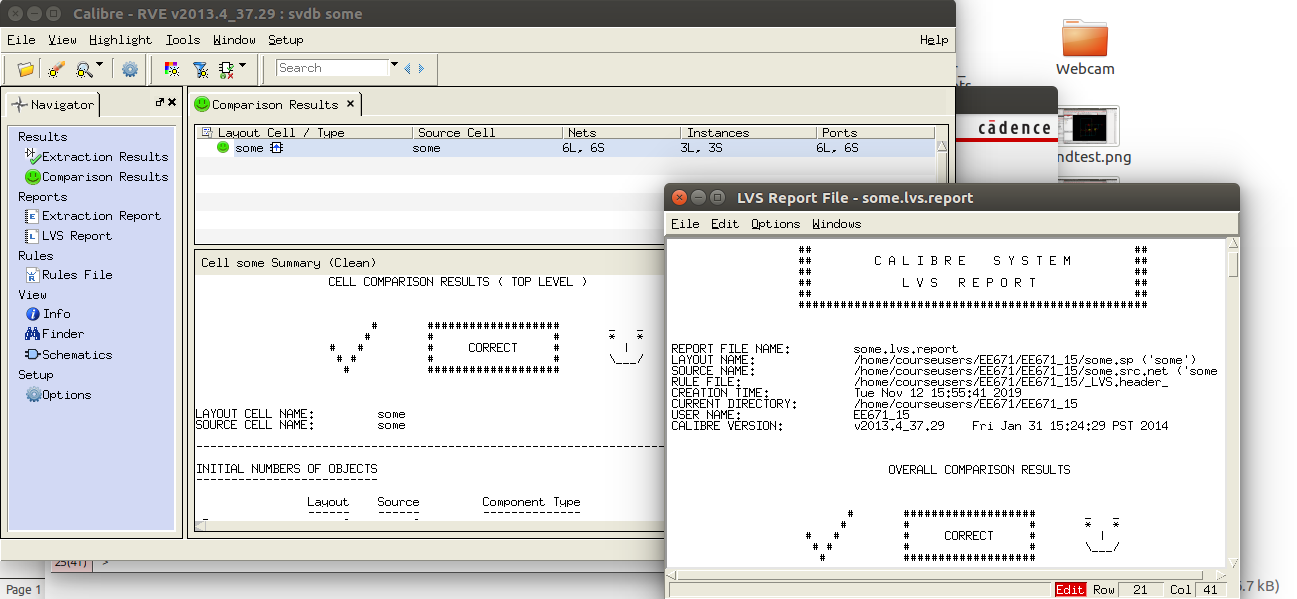 Calibre - RVE v2013.4_37.29 : svdb some
File View Highlight Tools Window Setup Help
Search
Navigator
Results
Extraction Results
Comparison Results
Reports
Extraction Report
LVS Report
Rules
Rules File
View
Info
Finder
Schematics
Setup
Options
Comparison Results
Layout Cell / Type Source Cell Nets Instances Ports
some some 6L, 6S 3L, 3S 6L, 6S
Cell some Summary (Clean)
CELL COMPARISON RESULTS ( TOP LEVEL )
CORRECT
LAYOUT CELL NAME: some
SOURCE CELL NAME: some
INITIAL NUMBERS OF OBJECTS
Layout Source Component Type
25(41) >
Page 1
Webcam
cādence
ndtest.png
LVS Report File - some.lvs.report
File Edit Options Windows
CALIBRE SYSTEM
LVS REPORT
REPORT FILE NAME: some.lvs.report
LAYOUT NAME: /home/courseusers/EE671/EE671_15/some.sp ('some')
SOURCE NAME: /home/courseusers/EE671/EE671_15/some.src.net ('some
RULE FILE: /home/courseusers/EE671/EE671_15/_LVS.header_
CREATION TIME: Tue Nov 12 15:55:41 2019
CURRENT DIRECTORY: /home/courseusers/EE671/EE671_15
USER NAME: EE671_15
CALIBRE VERSION: v2013.4_37.29 Fri Jan 31 15:24:29 PST 2014
OVERALL COMPARISON RESULTS
CORRECT
Edit Row 21 Col 41
.7 kB)